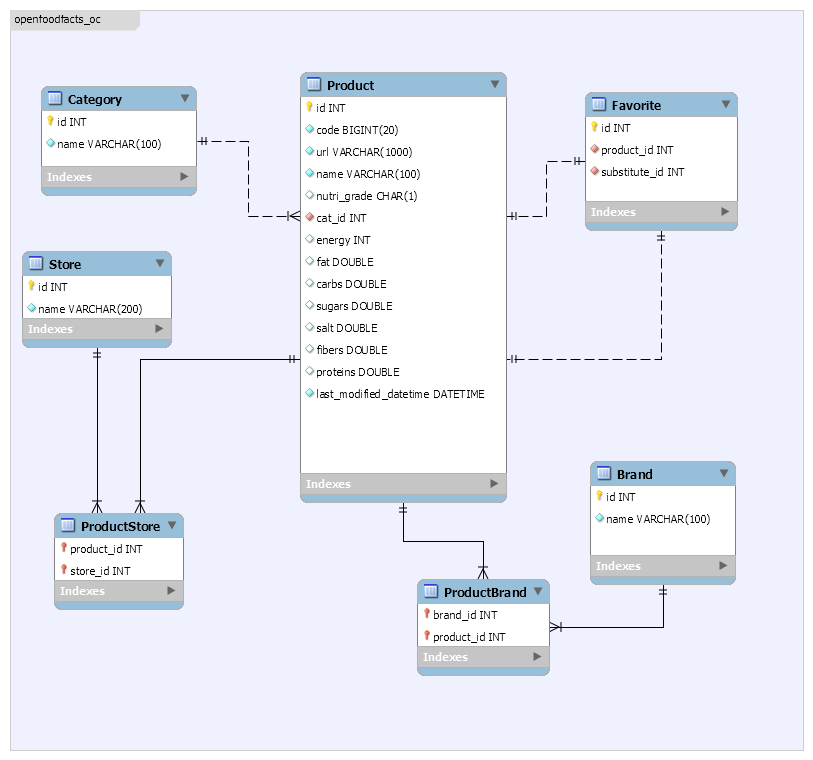 openfoodfacts_oc
Category
id INT
name VARCHAR(100)
Indexes
Product
id INT
code BIGINT(20)
url VARCHAR(1000)
name VARCHAR(100)
nutri_grade CHAR(1)
cat_id INT
energy INT
fat DOUBLE
carbs DOUBLE
sugars DOUBLE
salt DOUBLE
fibers DOUBLE
proteins DOUBLE
last_modified_datetime DATETIME
Indexes
Favorite
id INT
product_id INT
substitute_id INT
Indexes
Store
id INT
name VARCHAR(200)
Indexes
ProductStore
product_id INT
store_id INT
Indexes
ProductBrand
brand_id INT
product_id INT
Indexes
Brand
id INT
name VARCHAR(100)
Indexes